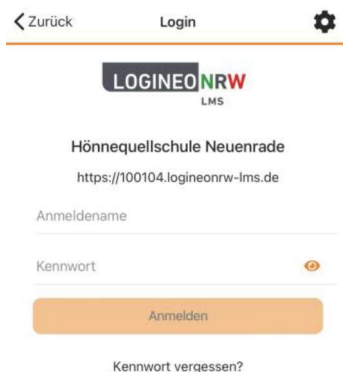 Zurück
Login
LOGINEO NRW
LMS
Hönnequellschule Neuenrade
https://100104.logineonrw-lms.de
Anmeldename
Kennwort
Anmelden
Kennwort vergessen?